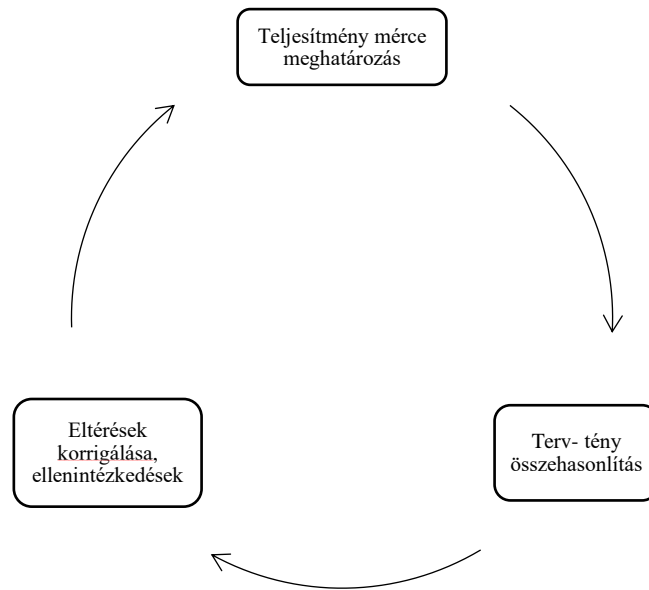 Teljesítmény mérce
meghatározás
Eltérések
korrigálása,
ellenintézkedések
Terv- tény
összehasonlítás